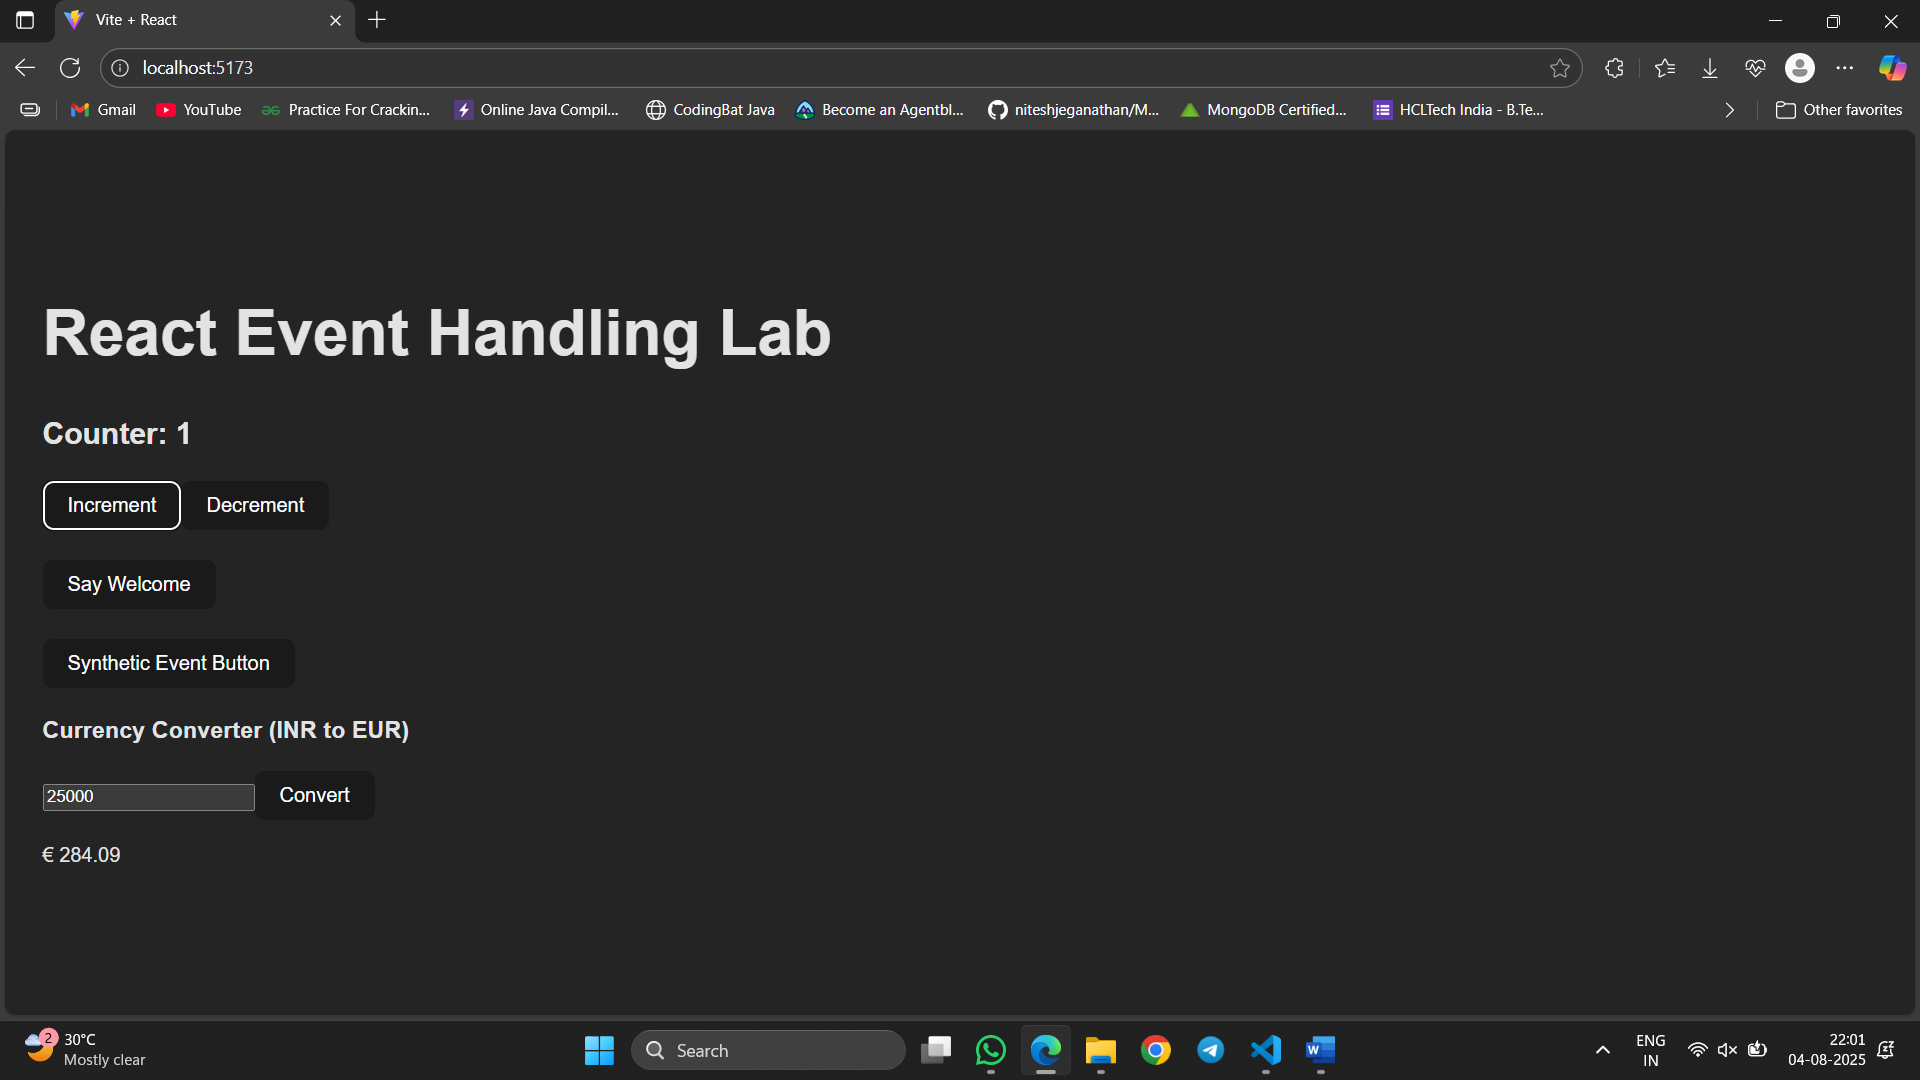 Vite + React
localhost:5173
Gmail
YouTube
Practice For Crackin...
Online Java Compil...
CodingBat Java
Become an Agentbl...
niteshjeganathan/M...
MongoDB Certified...
HCLTech India - B.Te...
Other favorites
React Event Handling Lab
Counter: 1
Increment
Decrement
Say Welcome
Synthetic Event Button
Currency Converter (INR to EUR)
25000
Convert
€ 284.09
2
30°C
Mostly clear
Search
ENG
IN
22:01
04-08-2025